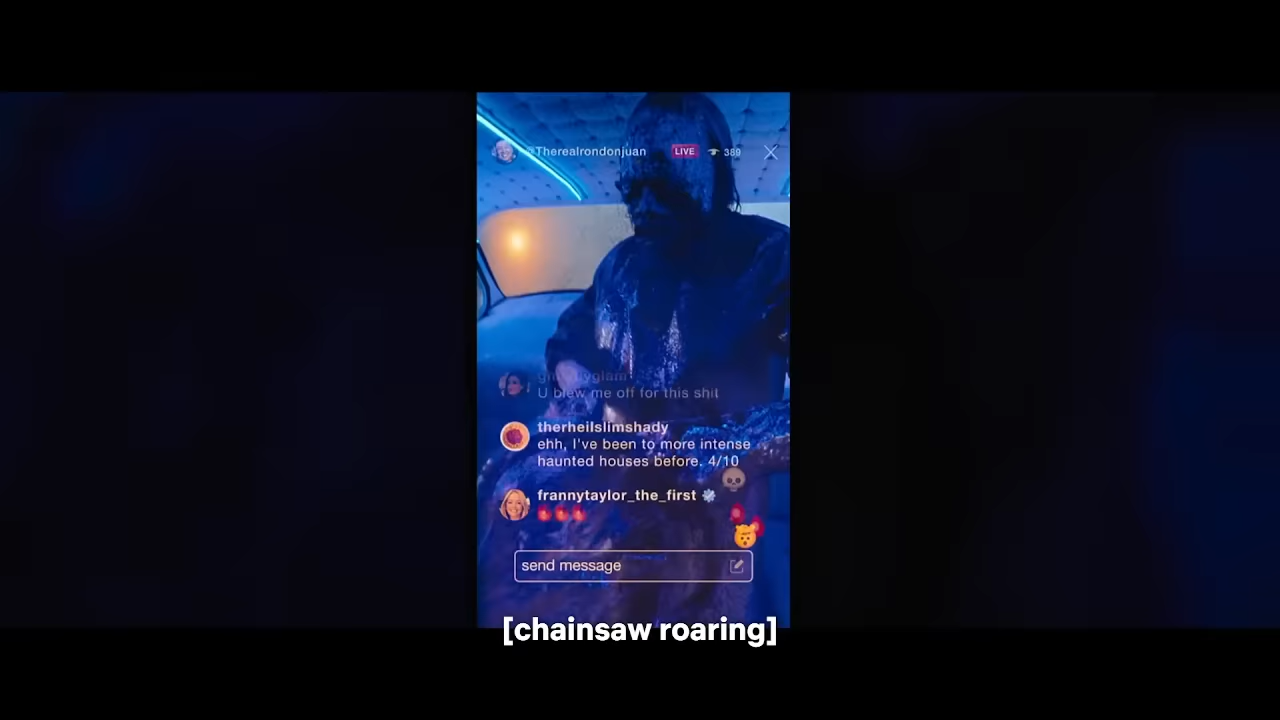 @Therealrondonjuan LIVE 389
U blew me off for this shit
therheilslimshady
ehh, I've been to more intense
haunted houses before. 4/10
frannytaylor_the_first
send message
[chainsaw roaring]